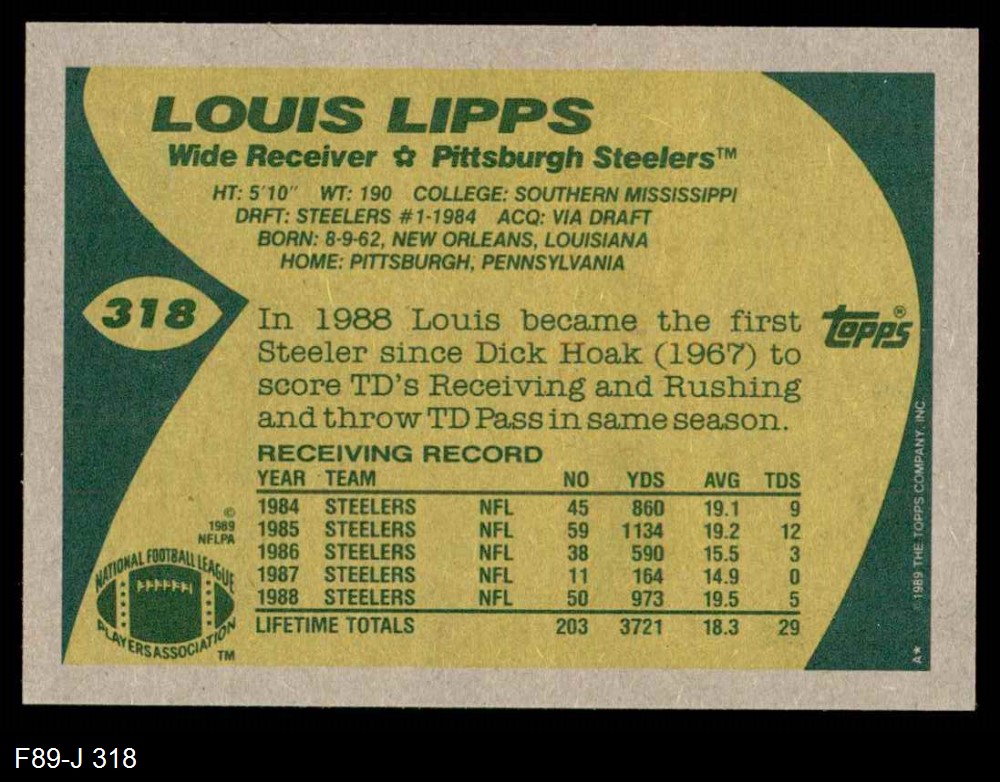 LOUIS LIPPS
Wide Receiver ✿ Pittsburgh Steelers™
HT: 5'10" WT: 190 COLLEGE: SOUTHERN MISSISSIPPI
DRFT: STEELERS #1-1984 ACQ: VIA DRAFT
BORN: 8-9-62, NEW ORLEANS, LOUISIANA
HOME: PITTSBURGH, PENNSYLVANIA
318
In 1988 Louis became the first
Steeler since Dick Hoak (1967) to
score TD's Receiving and Rushing
and throw TD Pass in same season.
topps®
RECEIVING RECORD
YEAR TEAM NO YDS AVG TDS
1984 STEELERS NFL 45 860 19.1 9
1985 STEELERS NFL 59 1134 19.2 12
1986 STEELERS NFL 38 590 15.5 3
1987 STEELERS NFL 11 164 14.9 0
1988 STEELERS NFL 50 973 19.5 5
LIFETIME TOTALS 203 3721 18.3 29
©
1989
NFLPA
NATIONAL FOOTBALL LEAGUE
PLAYERS ASSOCIATION
TM
A* ©1989 THE TOPPS COMPANY, INC.
F89-J 318